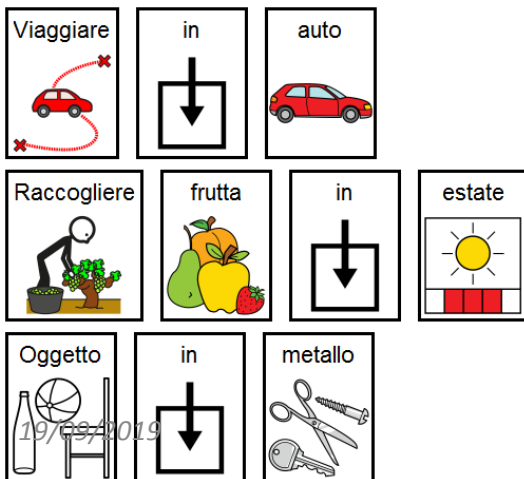 Viaggiare in auto
Raccogliere frutta in estate
Oggetto in metallo
19/09/2019